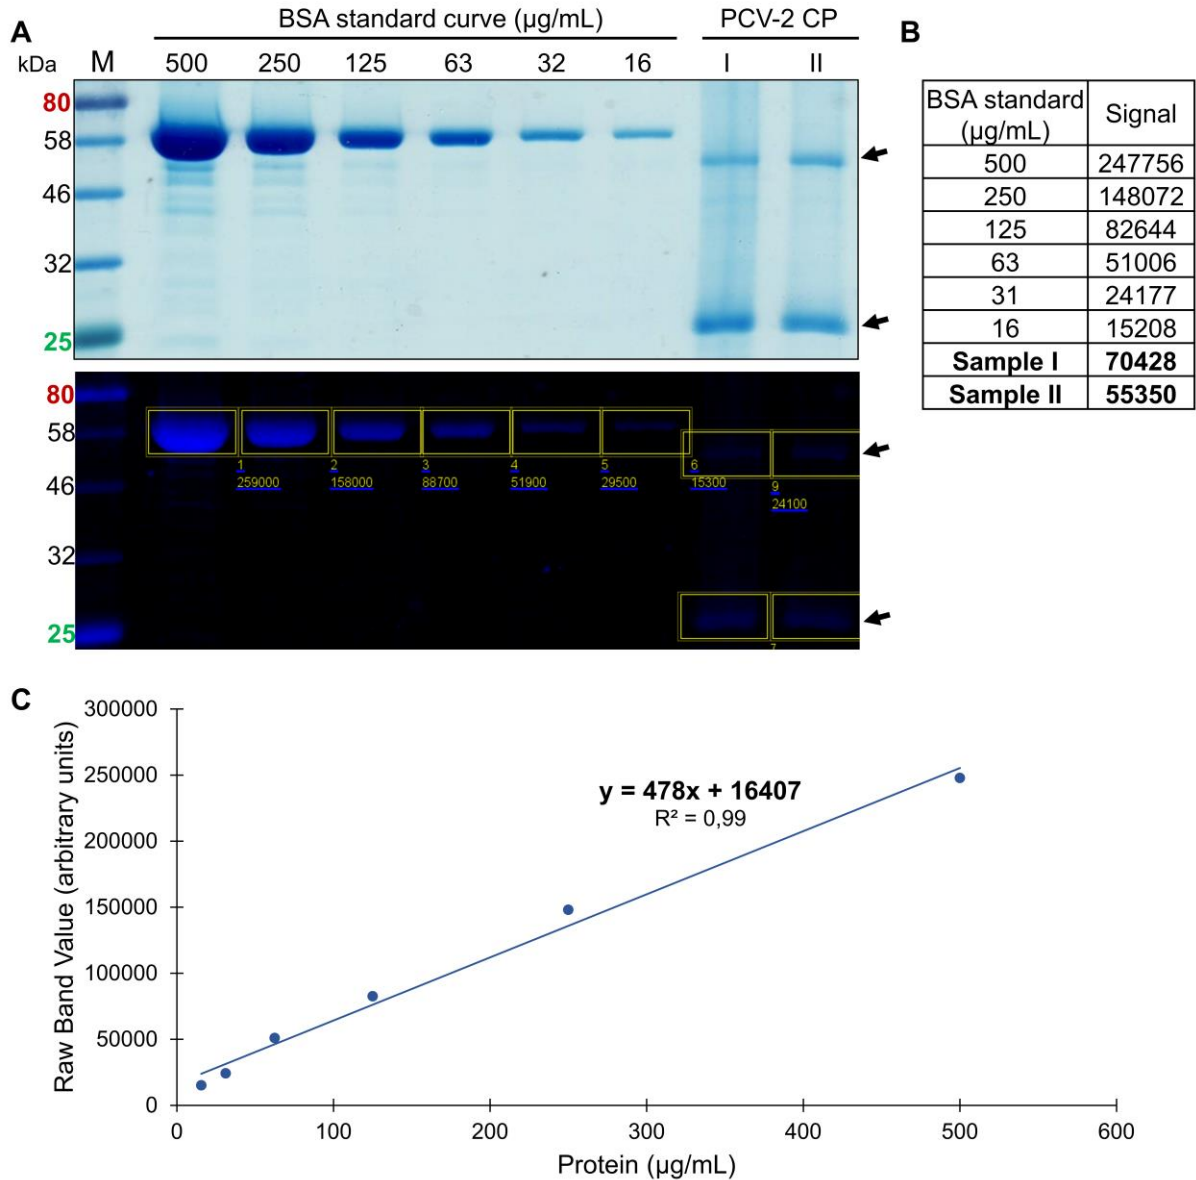 A
BSA standard curve (µg/mL)
PCV-2 CP
kDa M 500 250 125 63 32 16 I II
80
58
46
32
25
80
58
46
32
25
1
259000
2
158000
3
88700
4
51900
5
29500
6
15300
9
24100
7
B
BSA standard (µg/mL) Signal
500 247756
250 148072
125 82644
63 51006
31 24177
16 15208
Sample I 70428
Sample II 55350
C
Raw Band Value (arbitrary units)
300000
250000
200000
150000
100000
50000
0
y = 478x + 16407
R² = 0,99
0 100 200 300 400 500 600
Protein (µg/mL)